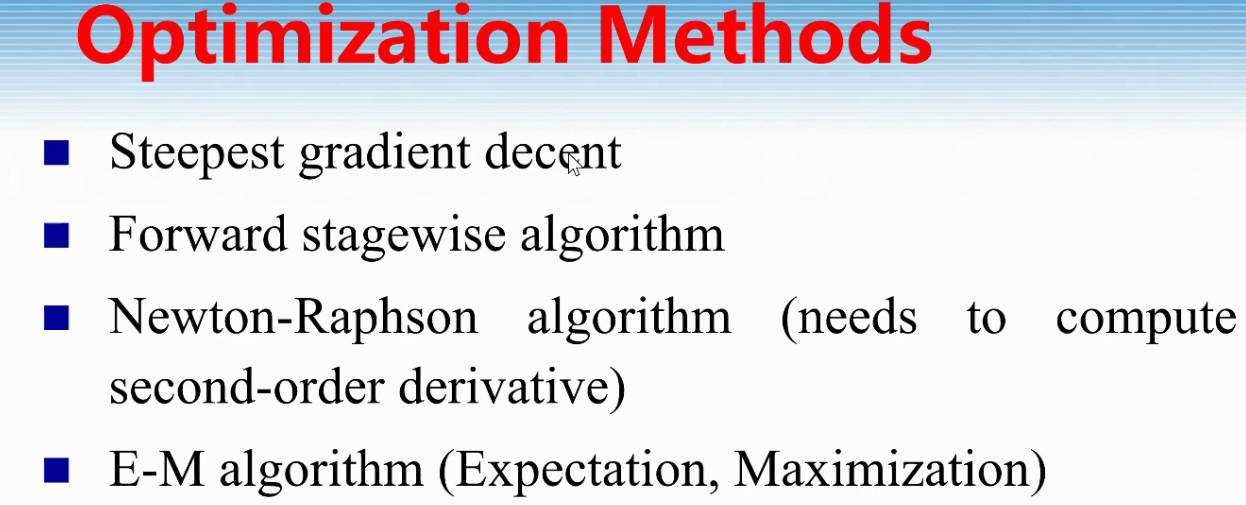 Optimization Methods
Steepest gradient decent
Forward stagewise algorithm
Newton-Raphson algorithm (needs to compute
second-order derivative)
E-M algorithm (Expectation, Maximization)